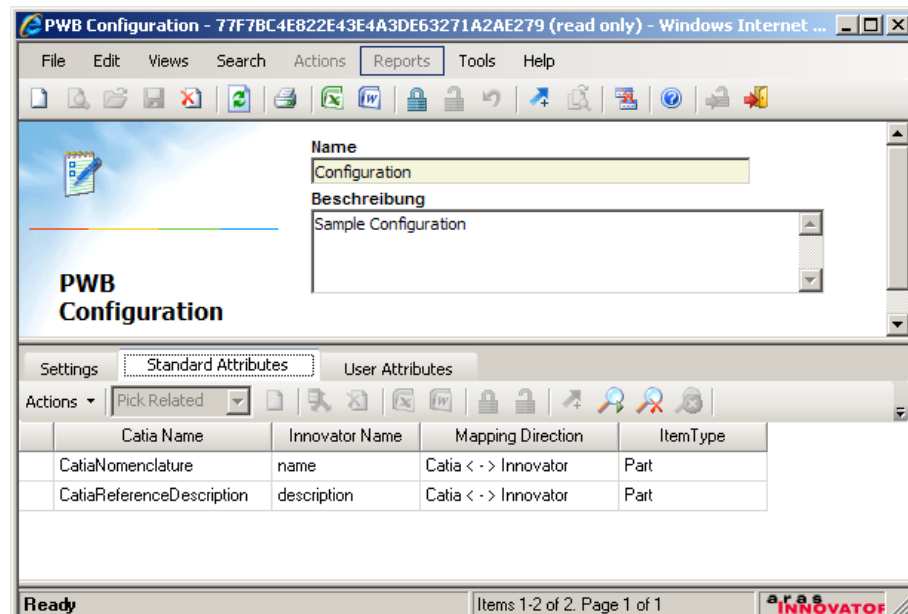 PWB Configuration - 77F7BC4E822E43E4A3DE63271A2AE279 (read only) - Windows Internet ...
File Edit Views Search Actions Reports Tools Help
Name
Configuration
Beschreibung
Sample Configuration
PWB
Configuration
Settings Standard Attributes User Attributes
Actions Pick Related
Catia Name Innovator Name Mapping Direction ItemType
CatiaNomenclature name Catia < - > Innovator Part
CatiaReferenceDescription description Catia < - > Innovator Part
Ready Items 1-2 of 2. Page 1 of 1 aras INNOVATOR